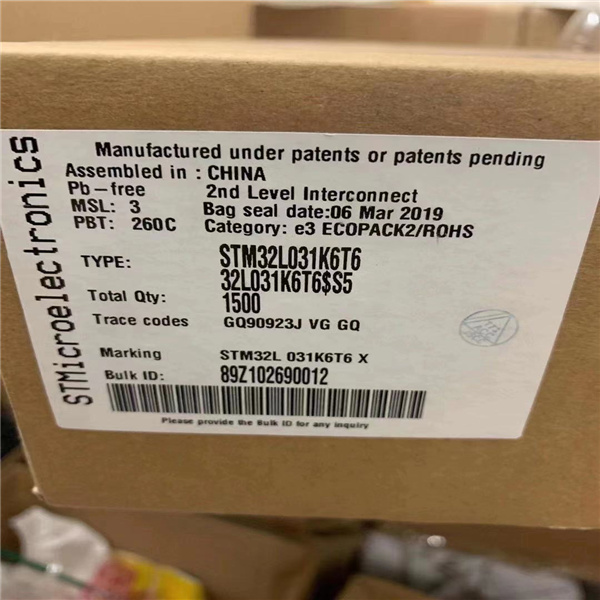 STMicroelectronics
Manufactured under patents or patents pending
Assembled in : CHINA
Pb-free 2nd Level Interconnect
MSL: 3 Bag seal date:06 Mar 2019
PBT: 260C Category: e3 ECOPACK2/ROHS
TYPE: STM32L031K6T6
32L031K6T6$S5
Total Qty: 1500
Trace codes GQ90923J VG GQ
Marking STM32L 031K6T6 X
Bulk ID: 89Z102690012
Please provide the Bulk ID for any inquiry